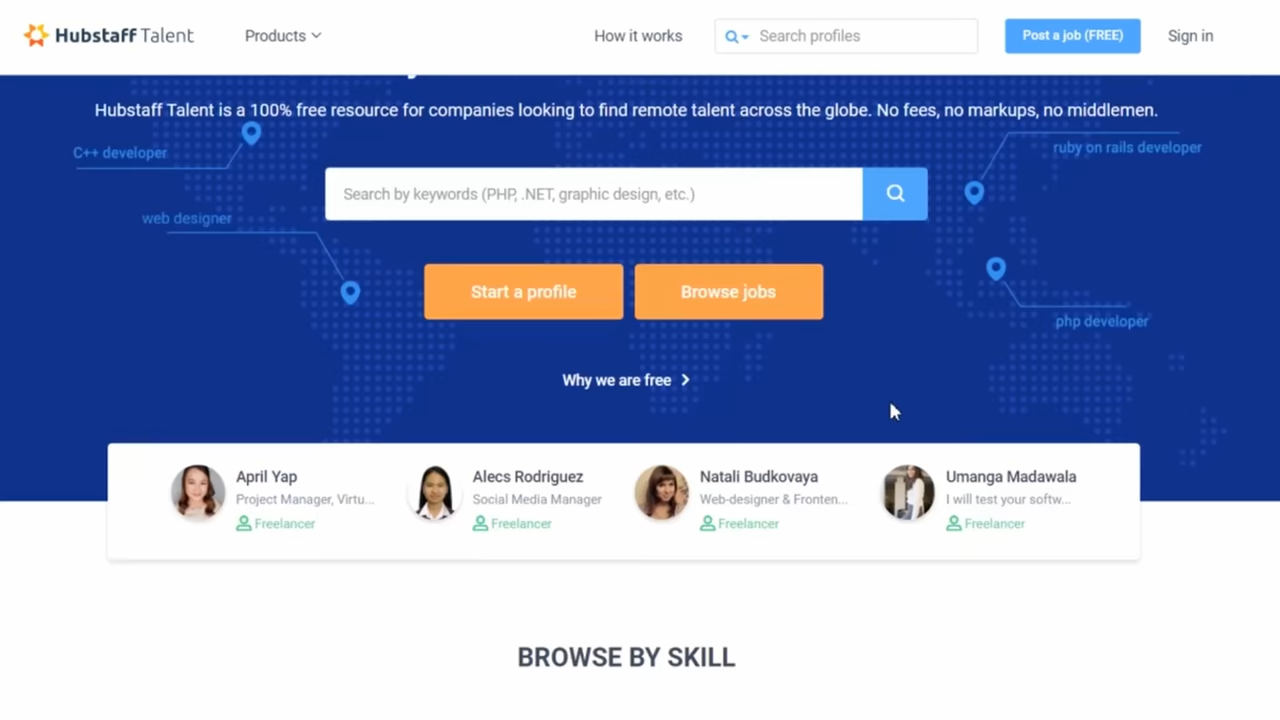 Hubstaff Talent
Products
How it works
Search profiles
Post a job (FREE)
Sign in
Hubstaff Talent is a 100% free resource for companies looking to find remote talent across the globe. No fees, no markups, no middlemen.
C++ developer
ruby on rails developer
Search by keywords (PHP, .NET, graphic design, etc.)
web designer
Start a profile
Browse jobs
php developer
Why we are free
April Yap
Project Manager, Virtu...
Freelancer
Alecs Rodriguez
Social Media Manager
Freelancer
Natali Budkovaya
Web-designer & Fronten...
Freelancer
Umanga Madawala
I will test your softw...
Freelancer
BROWSE BY SKILL